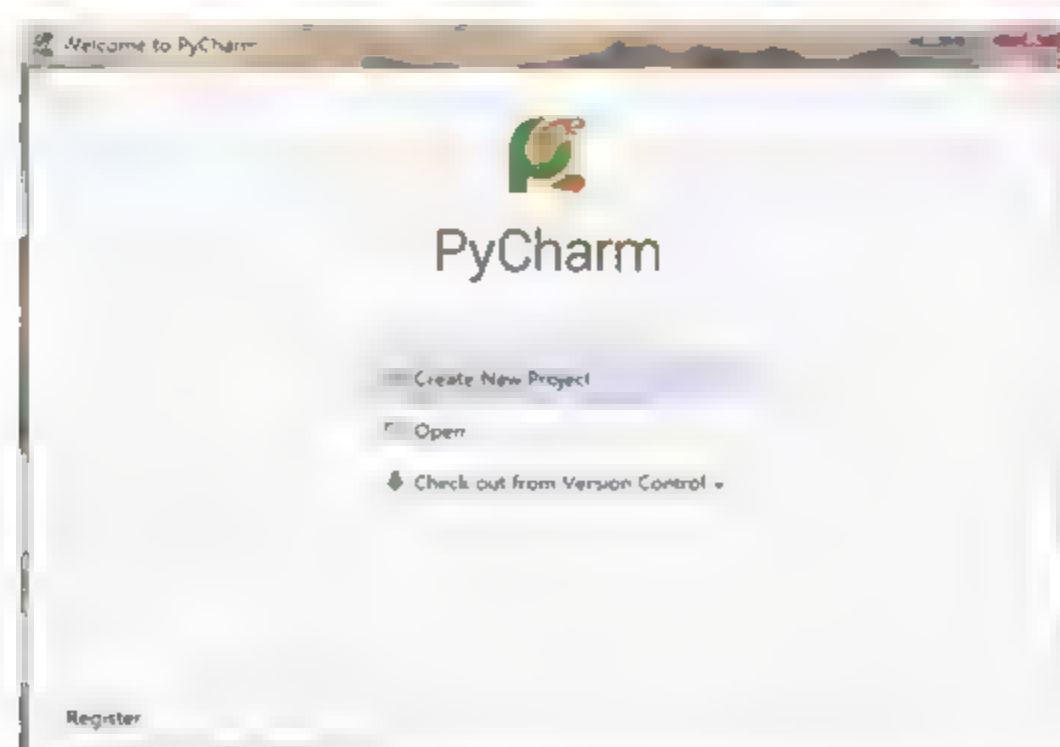 Welcome to PyCharm
PyCharm
Create New Project
Open
Check out from Version Control
Register